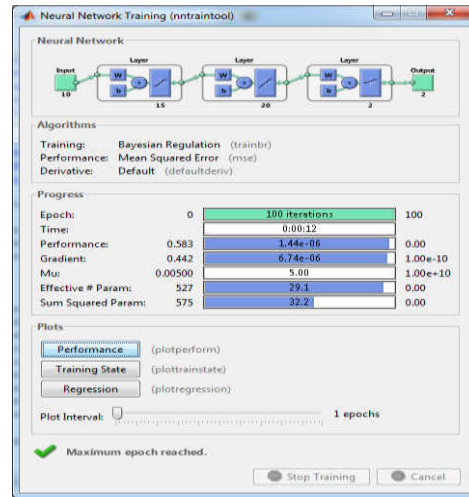 Neural Network Training (nntraintool)
Neural Network
Layer Layer Layer
Input Output
W W W
b b b
+ + +
10 2
15 20 2
Algorithms
Training: Bayesian Regulation (trainbr)
Performance: Mean Squared Error (mse)
Derivative: Default (defaultderiv)
Progress
Epoch: 0 100 iterations 100
Time: 0:00:12
Performance: 0.583 1.44e-06 0.00
Gradient: 0.442 6.74e-06 1.00e-10
Mu: 0.00500 5.00 1.00e+10
Effective # Param: 527 29.1 0.00
Sum Squared Param: 575 32.2 0.00
Plots
Performance (plotperform)
Training State (plottrainstate)
Regression (plotregression)
Plot Interval: 1 epochs
Maximum epoch reached.
Stop Training Cancel